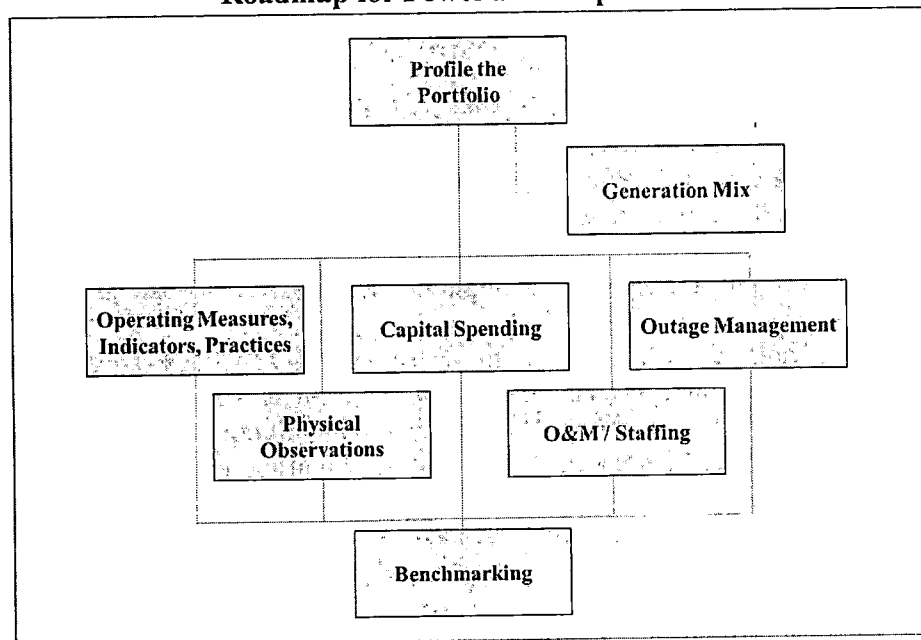 Profile the
Portfolio
Generation Mix
Operating Measures,
Indicators, Practices
Capital Spending
Outage Management
Physical
Observations
O&M / Staffing
Benchmarking